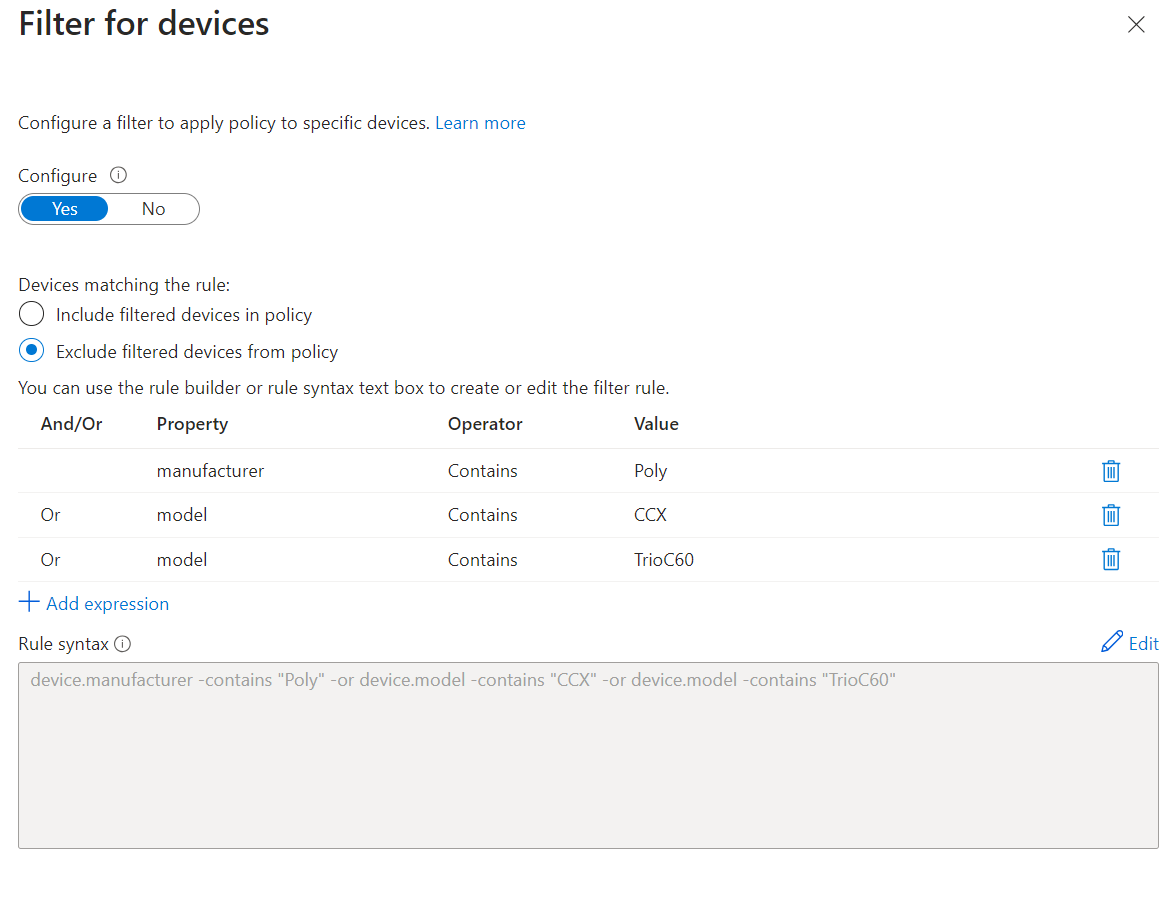 Filter for devices
Configure a filter to apply policy to specific devices. Learn more
Configure
Yes No
Devices matching the rule:
Include filtered devices in policy
Exclude filtered devices from policy
You can use the rule builder or rule syntax text box to create or edit the filter rule.
And/Or Property Operator Value
manufacturer Contains Poly
Or model Contains CCX
Or model Contains TrioC60
Add expression
Rule syntax Edit
device.manufacturer -contains "Poly" -or device.model -contains "CCX" -or device.model -contains "TrioC60"